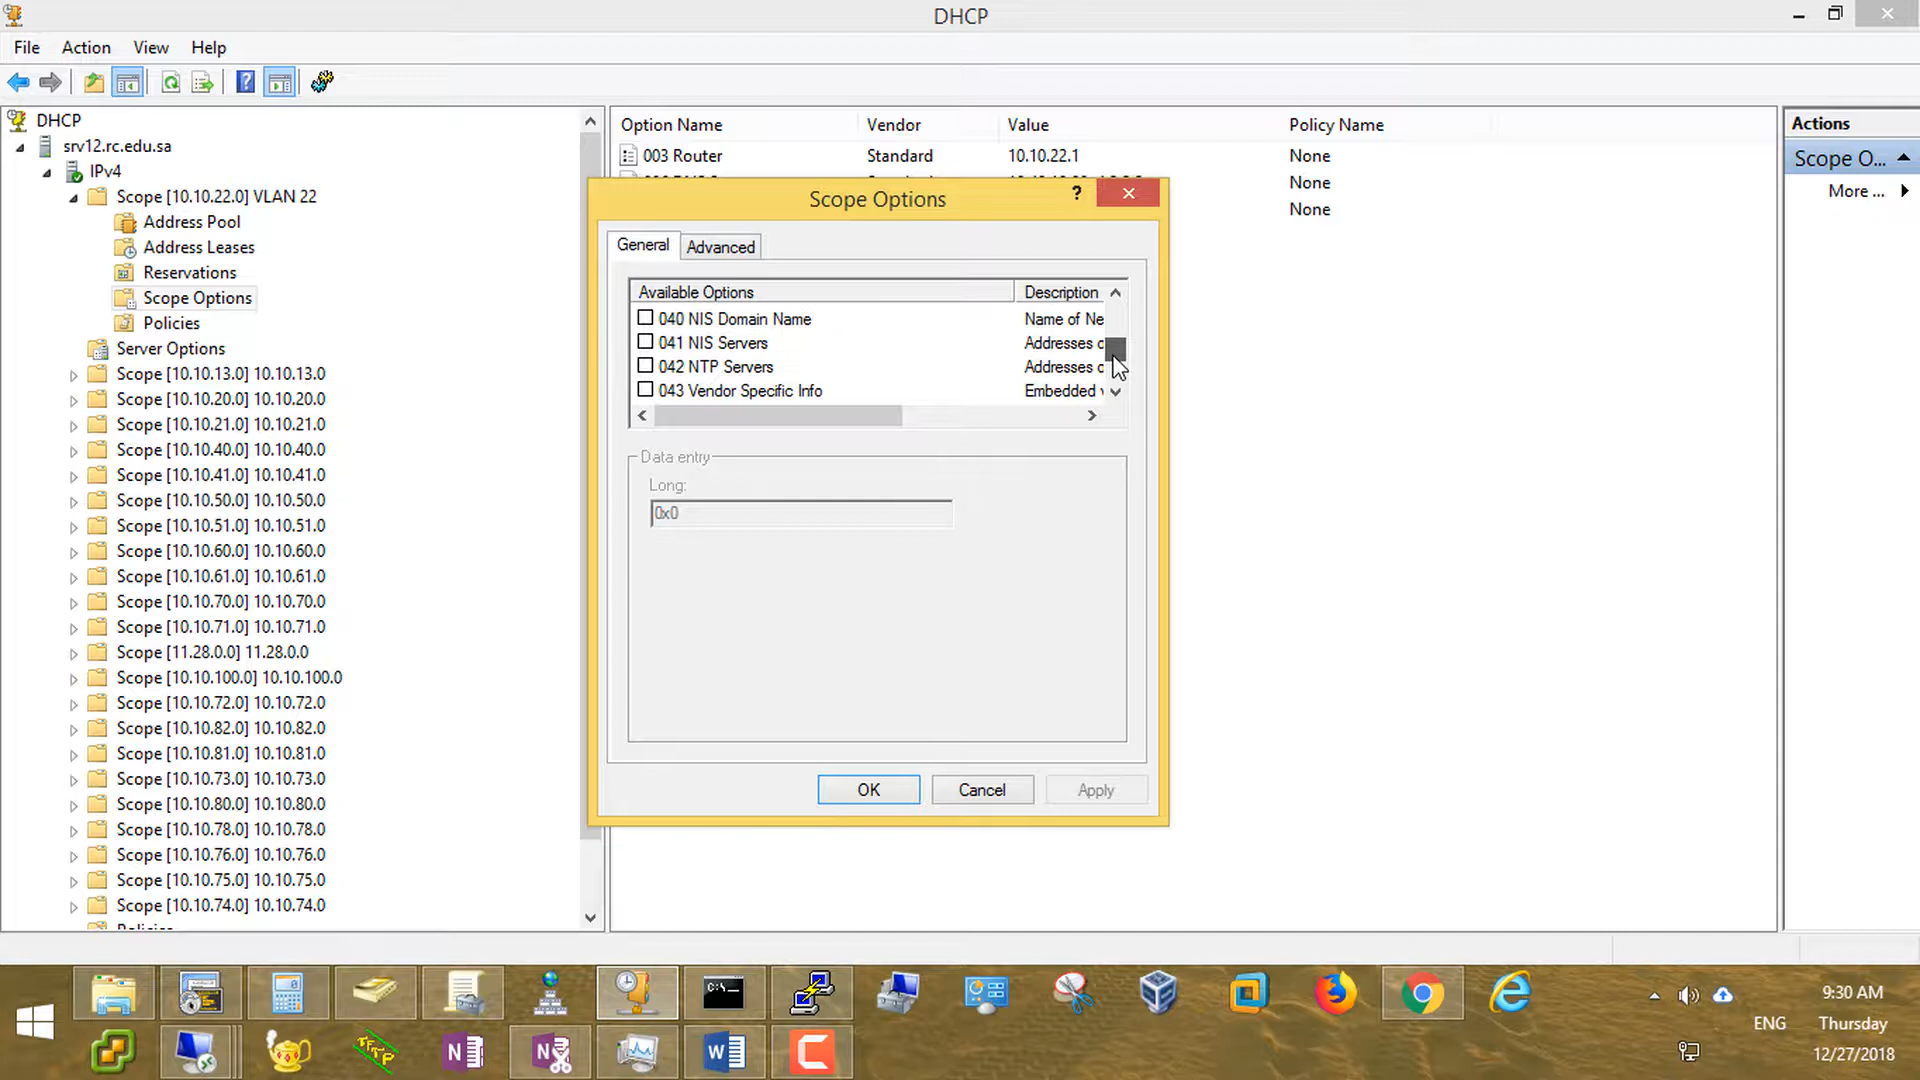 DHCP
File Action View Help
DHCP
srv12.rc.edu.sa
IPv4
Scope [10.10.22.0] VLAN 22
Address Pool
Address Leases
Reservations
Scope Options
Policies
Server Options
Scope [10.10.13.0] 10.10.13.0
Scope [10.10.20.0] 10.10.20.0
Scope [10.10.21.0] 10.10.21.0
Scope [10.10.40.0] 10.10.40.0
Scope [10.10.41.0] 10.10.41.0
Scope [10.10.50.0] 10.10.50.0
Scope [10.10.51.0] 10.10.51.0
Scope [10.10.60.0] 10.10.60.0
Scope [10.10.61.0] 10.10.61.0
Scope [10.10.70.0] 10.10.70.0
Scope [10.10.71.0] 10.10.71.0
Scope [11.28.0.0] 11.28.0.0
Scope [10.10.100.0] 10.10.100.0
Scope [10.10.72.0] 10.10.72.0
Scope [10.10.82.0] 10.10.82.0
Scope [10.10.81.0] 10.10.81.0
Scope [10.10.73.0] 10.10.73.0
Scope [10.10.80.0] 10.10.80.0
Scope [10.10.78.0] 10.10.78.0
Scope [10.10.76.0] 10.10.76.0
Scope [10.10.75.0] 10.10.75.0
Scope [10.10.74.0] 10.10.74.0
Option Name Vendor Value Policy Name
003 Router Standard 10.10.22.1 None
None
None
Scope Options
?
General Advanced
Available Options Description
040 NIS Domain Name Name of Ne
041 NIS Servers Addresses
042 NTP Servers Addresses
043 Vendor Specific Info Embedded
Data entry
Long:
0x0
OK Cancel Apply
Actions
Scope O...
More ...
C:\
TFTP
9:30 AM
ENG Thursday
12/27/2018